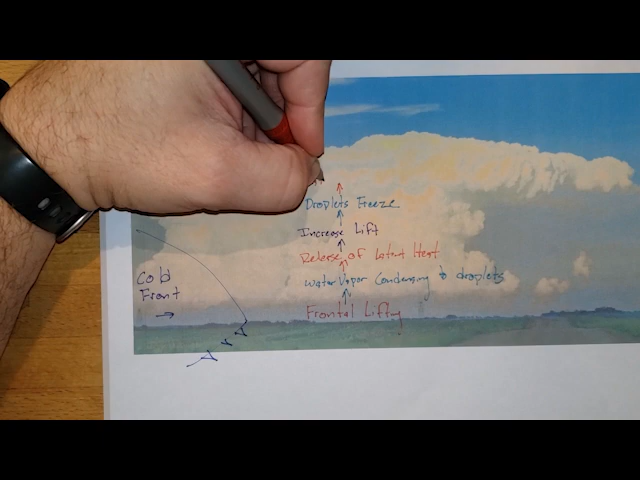 Droplets Freeze
Increase Lift
Release of Latent Heat
Water Vapor Condensing to droplets
Frontal Lifting
Cold
Front